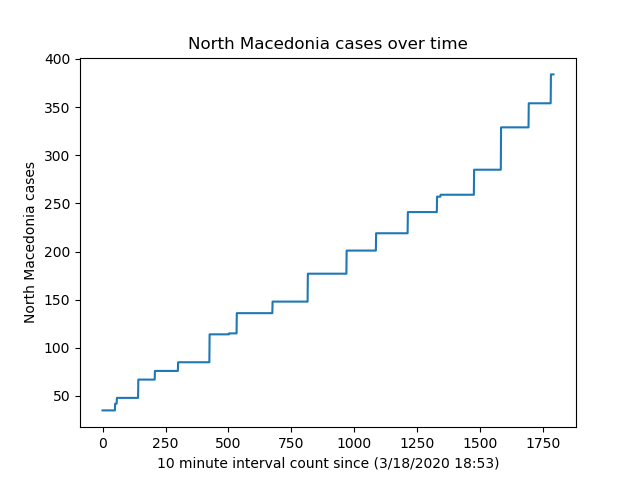 North Macedonia cases over time
400
350
300
250
200
150
100
50
North Macedonia cases
0 250 500 750 1000 1250 1500 1750
10 minute interval count since (3/18/2020 18:53)